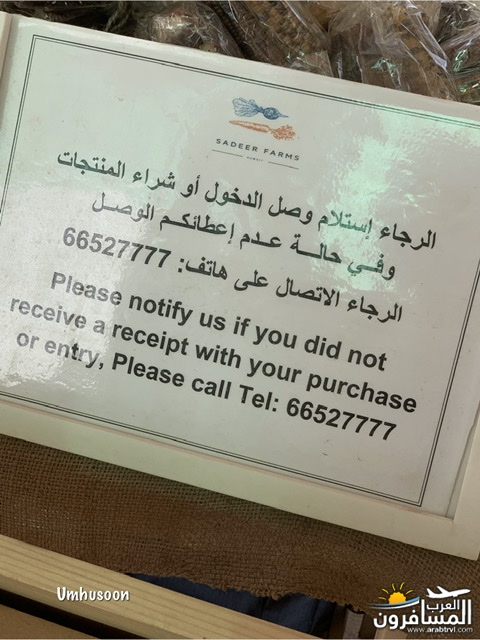 SADEER FARMS
KUWAIT
الرجاء إستلام وصل الدخول أو شراء المنتجات
وفي حالة عدم إعطائكم الوصل
الرجاء الاتصال على هاتف: 66527777
Please notify us if you did not
receive a receipt with your purchase
or entry, Please call Tel: 66527777
Umhusoon
العرب
المسافرون
www.arabtrvl.com